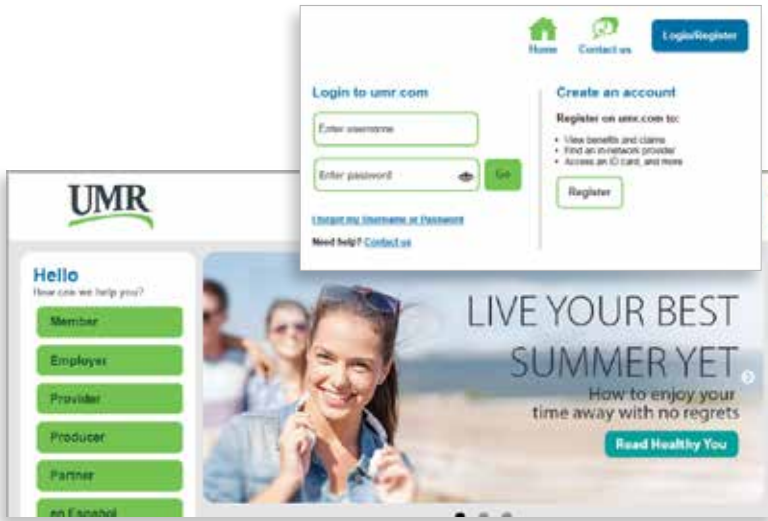 Home
Contact us
Login/Register
Login to umr.com
Enter username
Enter password
Go
I forgot my Username or Password
Need help? Contact us
Create an account
Register on umr.com to:
• View benefits and claims
• Find an in-network provider
• Access an ID card, and more
Register
UMR
Hello
How can we help you?
Member
Employer
Provider
Producer
Partner
en Español
LIVE YOUR BEST
SUMMER YET
How to enjoy your
time away with no regrets
Read Healthy You